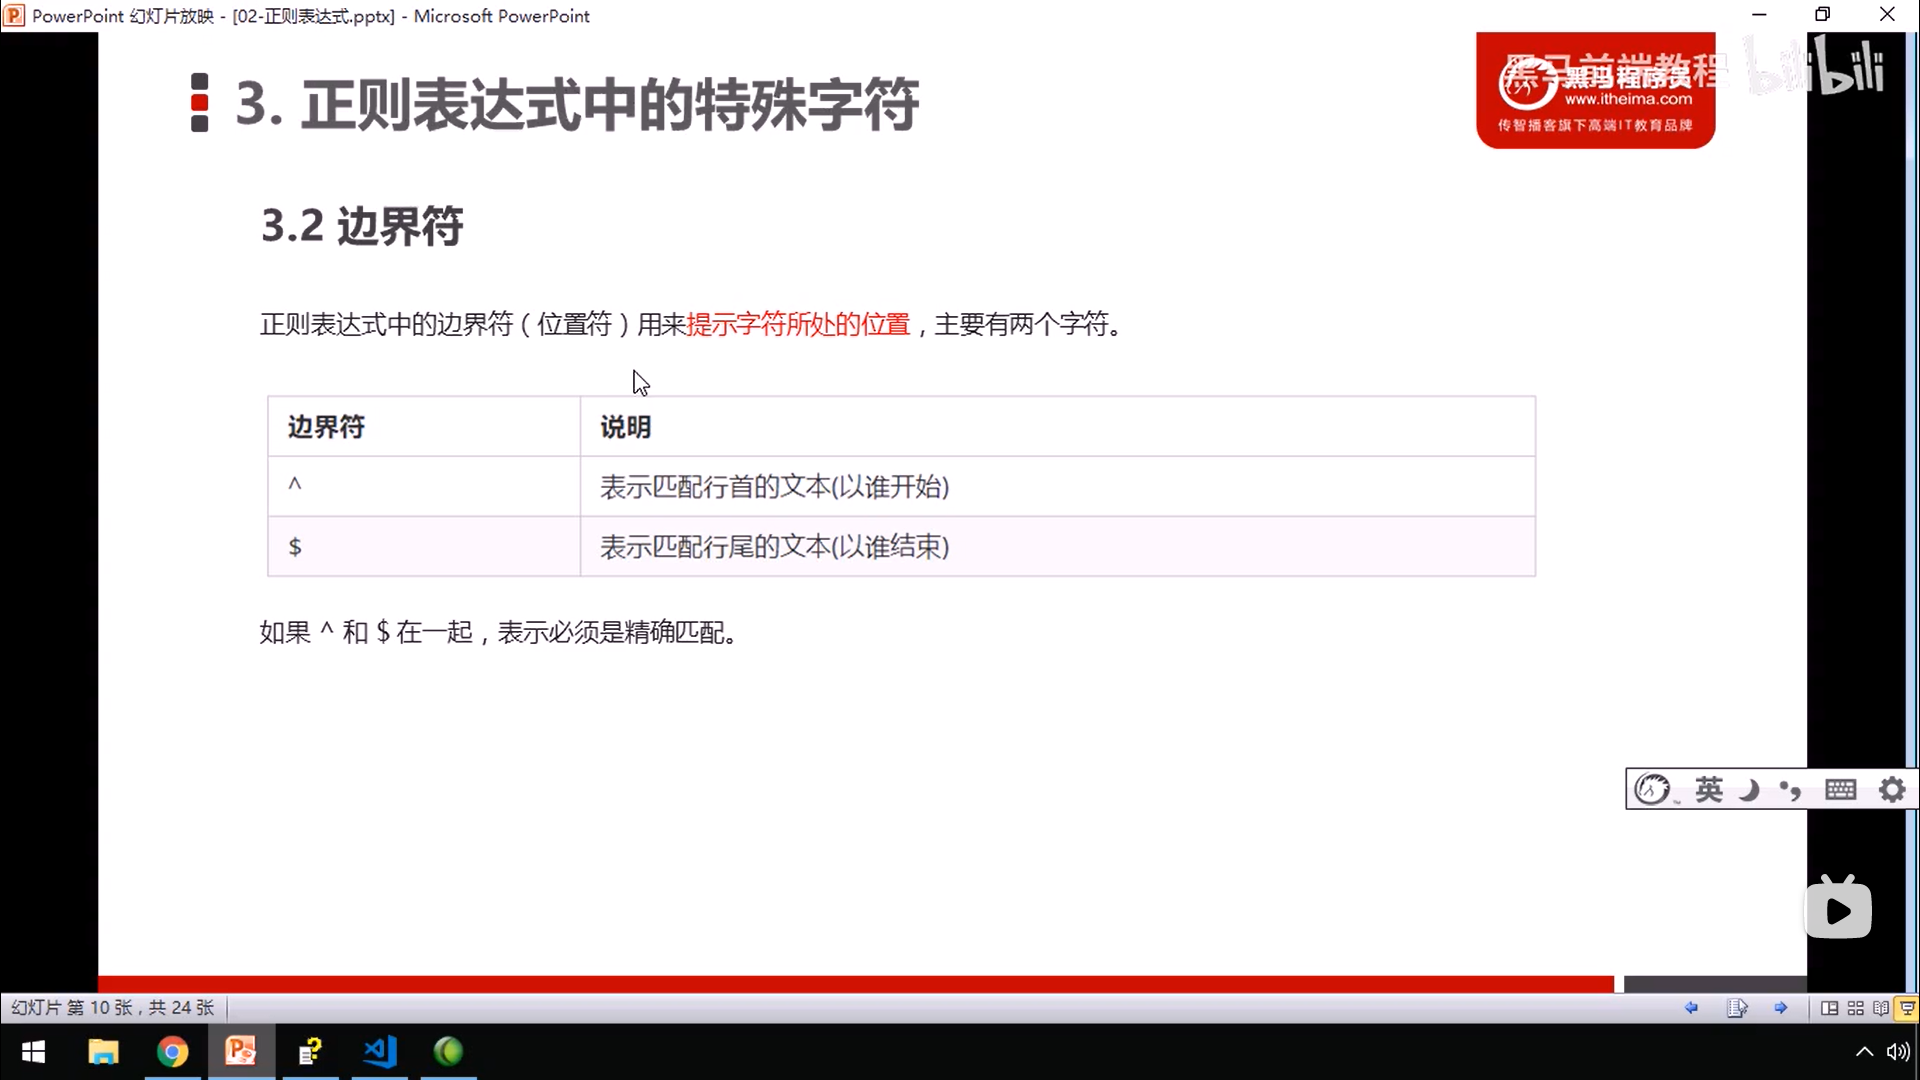 PowerPoint 幻灯片放映 - [02-正则表达式.pptx] - Microsoft PowerPoint
3. 正则表达式中的特殊字符
黑马前端教程 bilibili
黑马程序员
www.itheima.com
传智播客旗下高端IT教育品牌
3.2 边界符
正则表达式中的边界符（位置符）用来提示字符所处的位置，主要有两个字符。
边界符 说明
^ 表示匹配行首的文本(以谁开始)
$ 表示匹配行尾的文本(以谁结束)
如果 ^ 和 $ 在一起，表示必须是精确匹配。
英
幻灯片 第 10 张，共 24 张